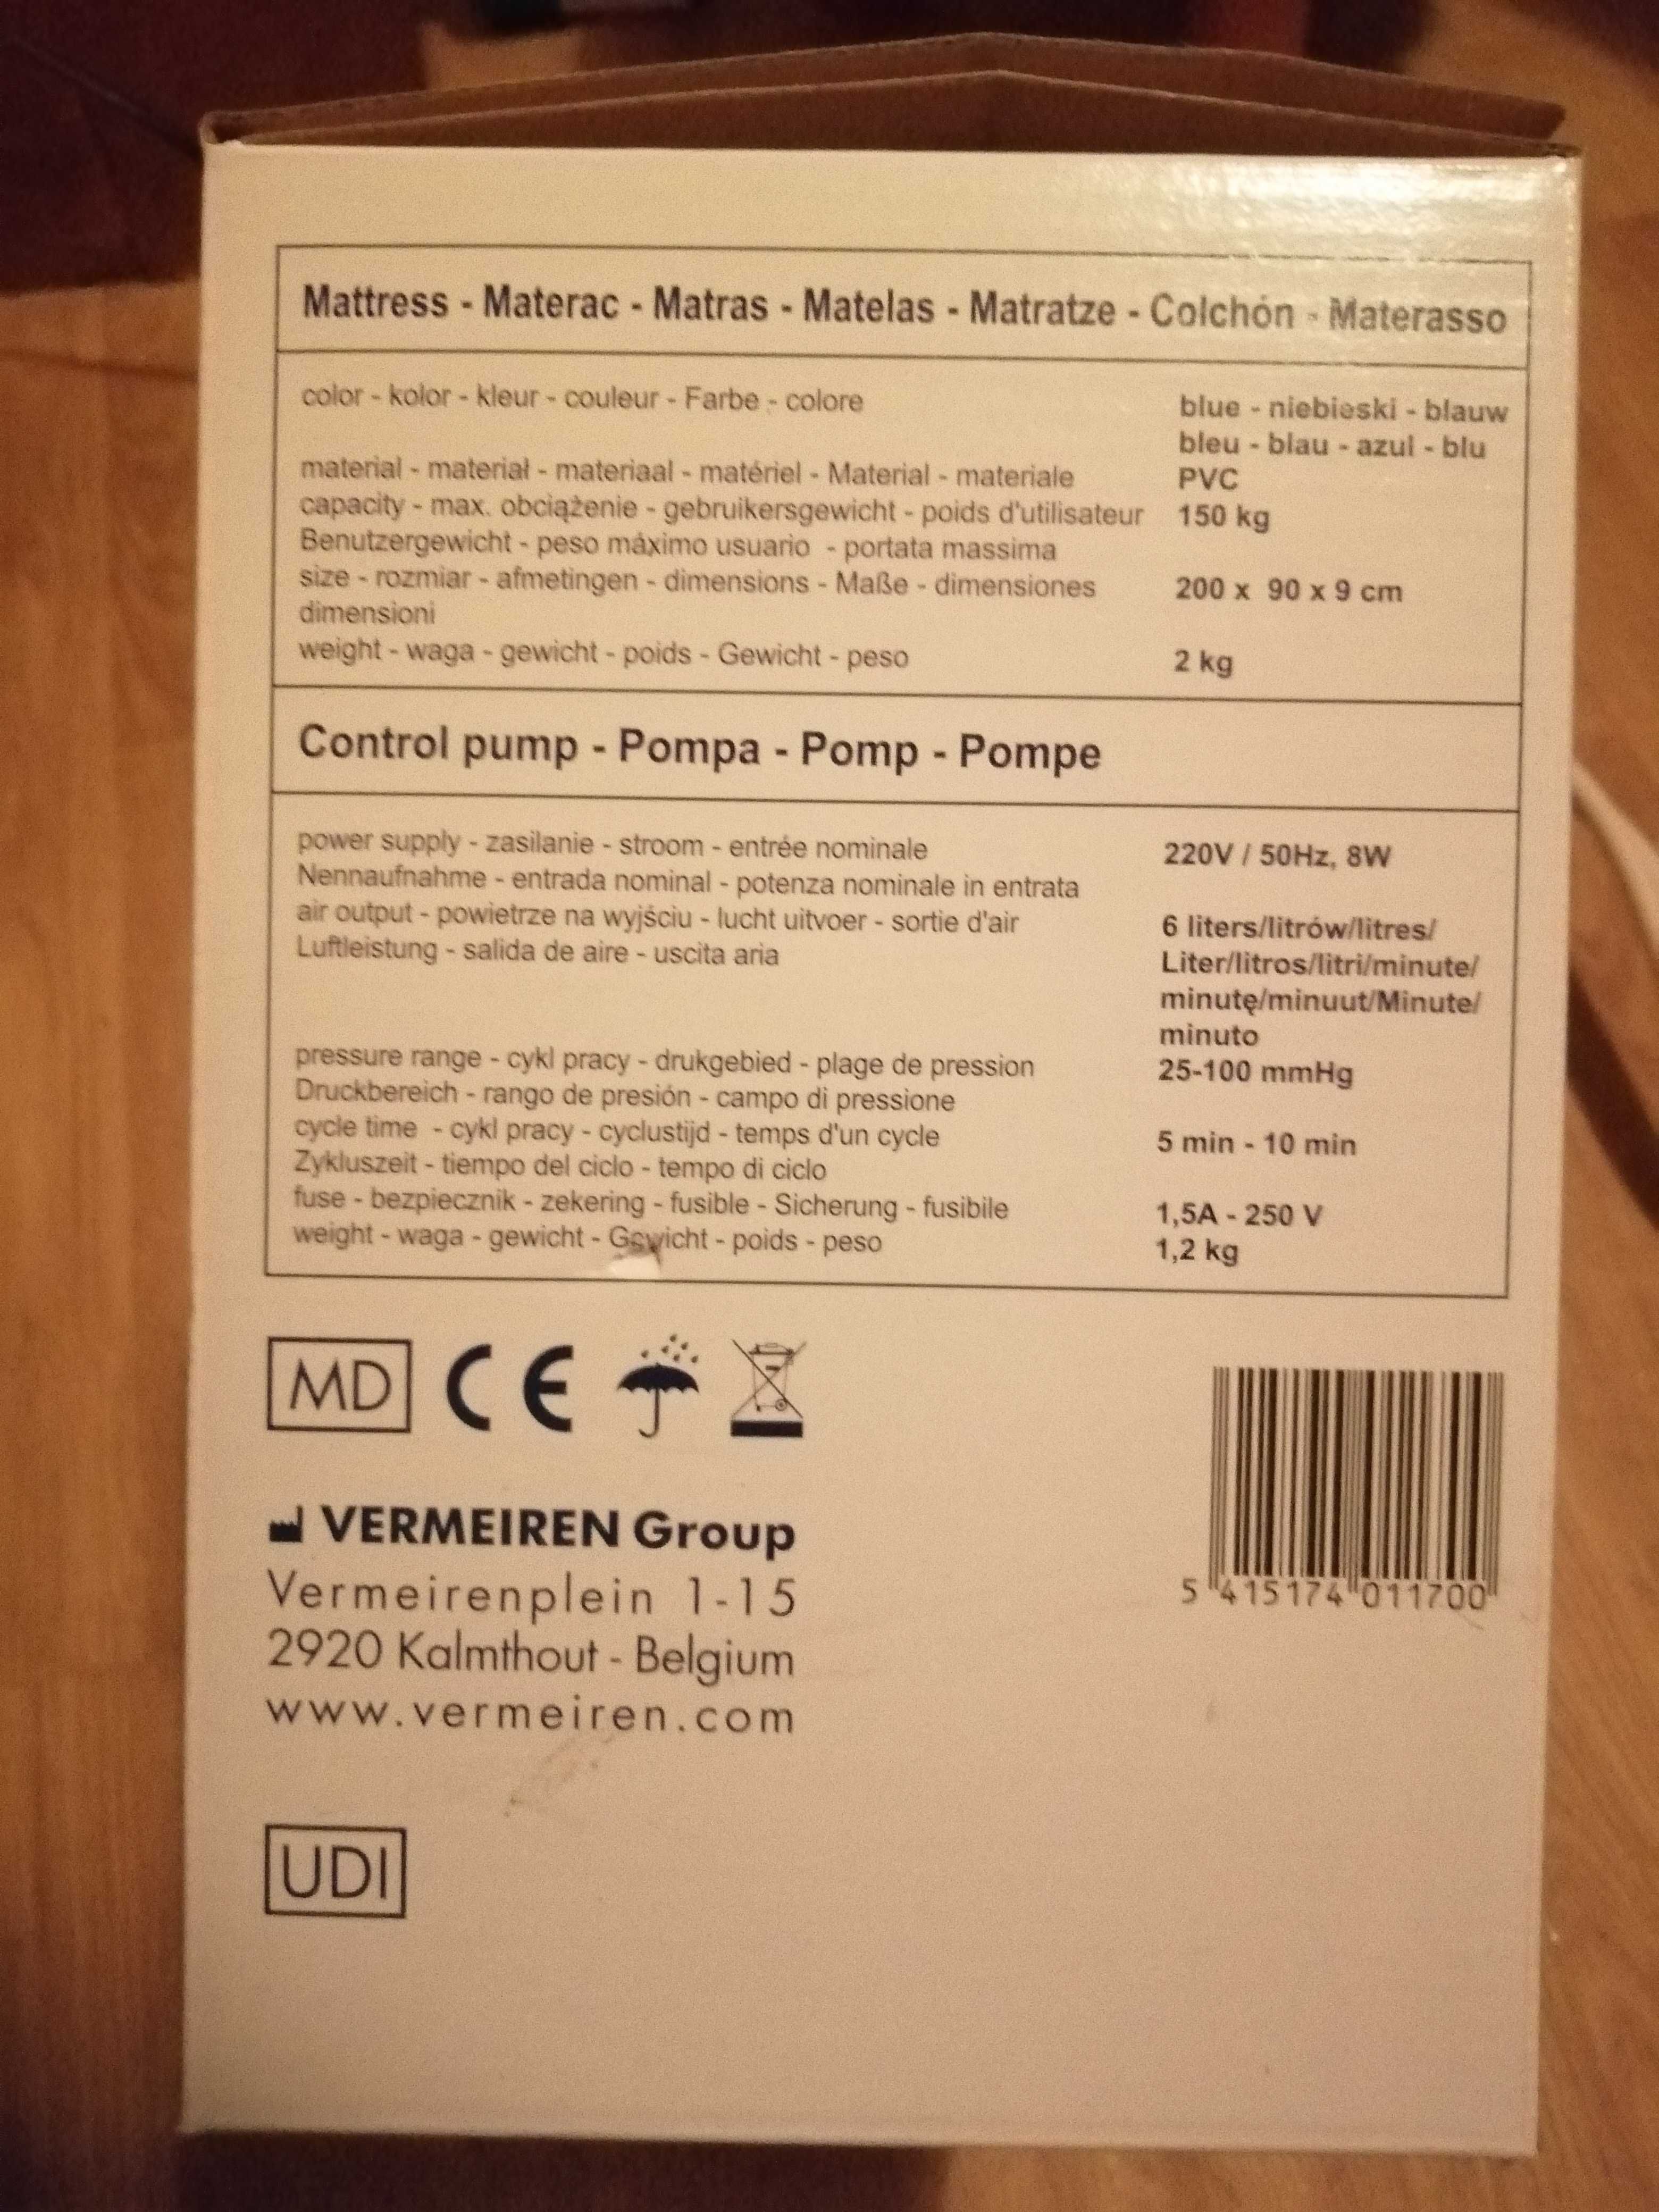 Mattress - Materac - Matras - Matelas - Matratze - Colchón - Materasso
color - kolor - kleur - couleur - Farbe - colore blue - niebieski - blauw
bleu - blau - azul - blu
material - materiał - materiaal - matériel - Material - materiale PVC
capacity - max. obciążenie - gebruikersgewicht - poids d'utilisateur 150 kg
Benutzergewicht - peso máximo usuario - portata massima
size - rozmiar - afmetingen - dimensions - Maße - dimensiones 200 x 90 x 9 cm
dimensioni
weight - waga - gewicht - poids - Gewicht - peso 2 kg
Control pump - Pompa - Pomp - Pompe
power supply - zasilanie - stroom - entrée nominale 220V / 50Hz, 8W
Nennaufnahme - entrada nominal - potenza nominale in entrata
air output - powietrze na wyjściu - lucht uitvoer - sortie d'air 6 liters/litrów/litres/
Luftleistung - salida de aire - uscita aria Liter/litros/litri/minute/
minutę/minuut/Minute/
minuto
pressure range - cykl pracy - drukgebied - plage de pression 25-100 mmHg
Druckbereich - rango de presión - campo di pressione
cycle time - cykl pracy - cyclustijd - temps d'un cycle 5 min - 10 min
Zykluszeit - tiempo del ciclo - tempo di ciclo
fuse - bezpiecznik - zekering - fusible - Sicherung - fusibile 1,5A - 250 V
weight - waga - gewicht - Gewicht - poids - peso 1,2 kg
MD CE
VERMEIREN Group
Vermeirenplein 1-15
2920 Kalmthout - Belgium
www.vermeiren.com
5 415174 011700
UDI